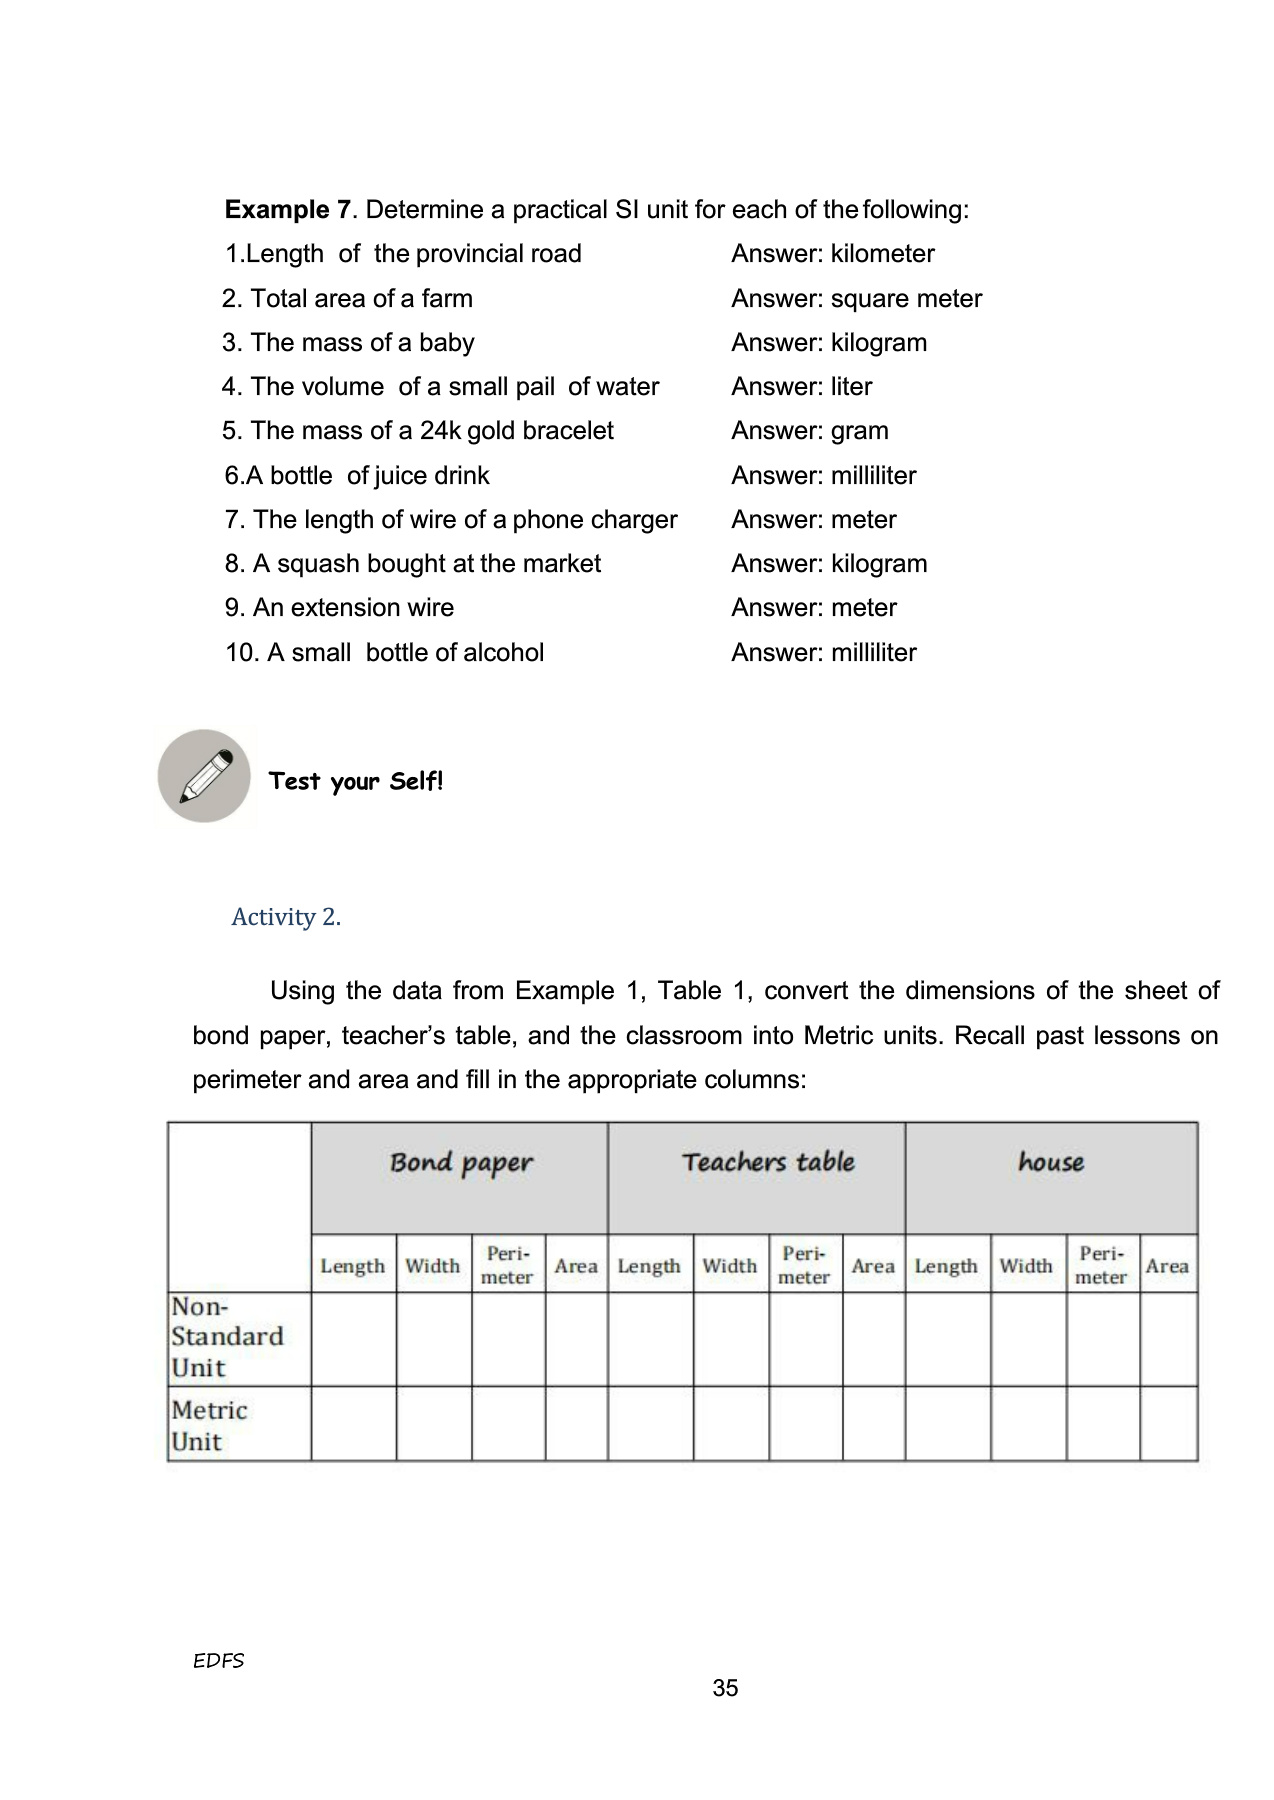 Example 7. Determine a practical SI unit for each of the following:
1.Length of the provincial road Answer: kilometer
2. Total area of a farm Answer: square meter
3. The mass of a baby Answer: kilogram
4. The volume of a small pail of water Answer: liter
5. The mass of a 24k gold bracelet Answer: gram
6.A bottle of juice drink Answer: milliliter
7. The length of wire of a phone charger Answer: meter
8. A squash bought at the market Answer: kilogram
9. An extension wire Answer: meter
10. A small bottle of alcohol Answer: milliliter
Test your Self!
Activity 2.
Using the data from Example 1, Table 1, convert the dimensions of the sheet of
bond paper, teacher’s table, and the classroom into Metric units. Recall past lessons on
perimeter and area and fill in the appropriate columns:
Bond paper Teachers table house
Length Width Peri-meter Area Length Width Peri-meter Area Length Width Peri-meter Area
Non-
Standard
Unit
Metric
Unit
EDFS
35